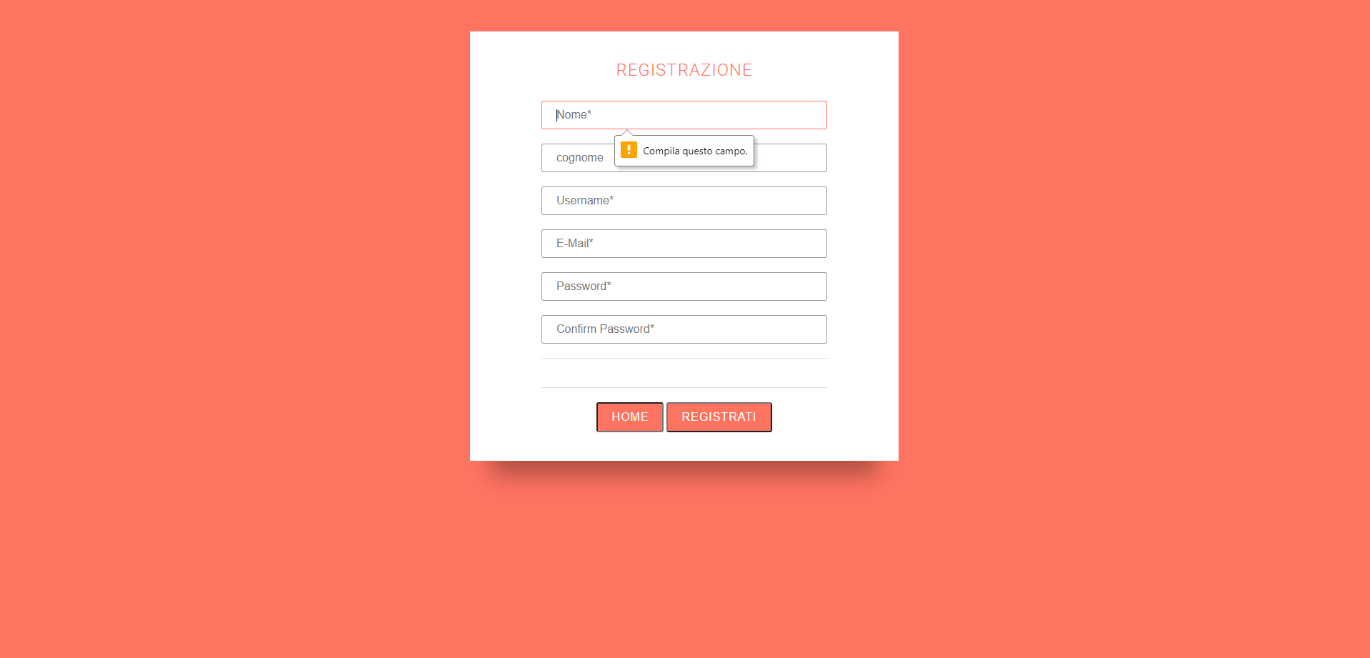 REGISTRAZIONE
Nome*
Compila questo campo.
cognome
Username*
E-Mail*
Password*
Confirm Password*
HOME REGISTRATI